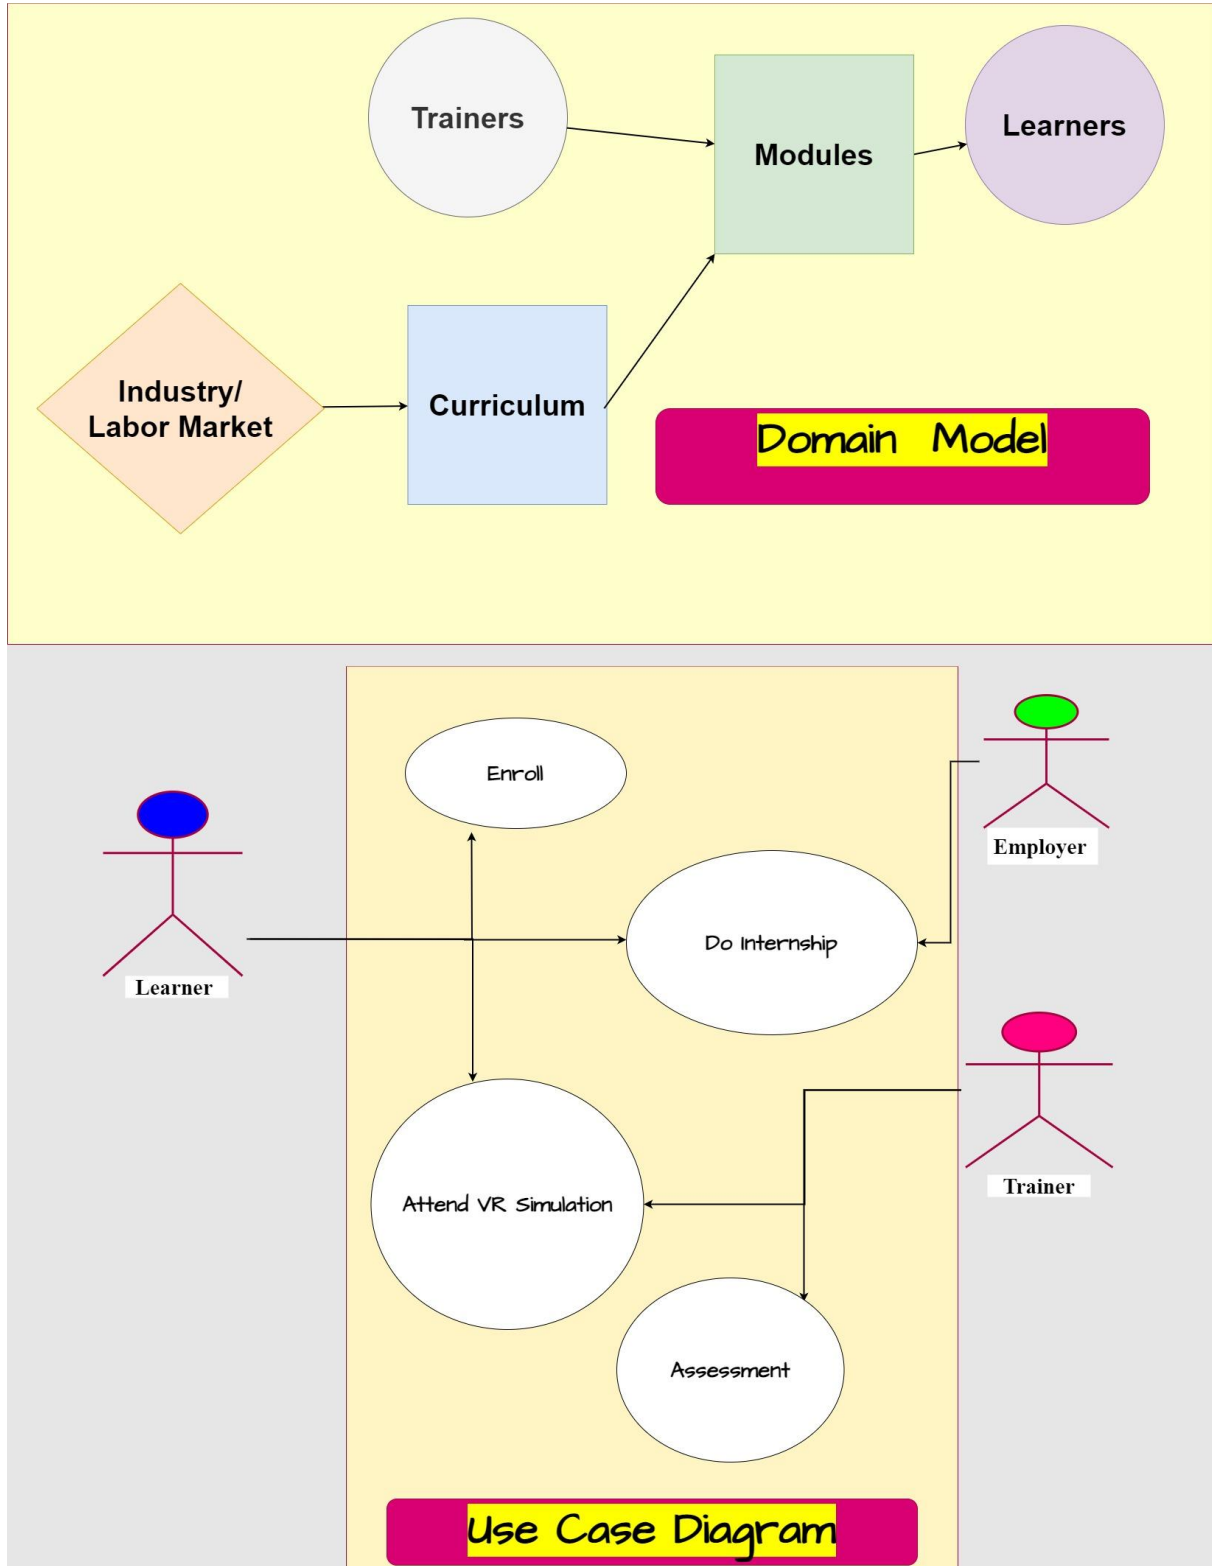 Trainers
Modules
Learners
Industry/
Labor Market
Curriculum
Domain Model
Enroll
Employer
Do Internship
Learner
Trainer
Attend VR Simulation
Assessment
Use Case Diagram